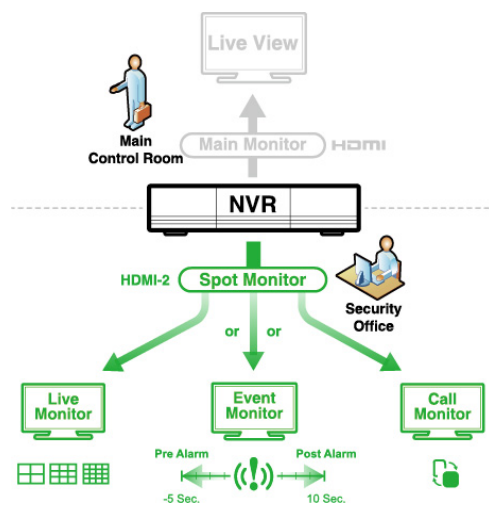 Live View
Main
Control Room
Main Monitor
HDMI
NVR
HDMI-2
Spot Monitor
Security
Office
or or
Live
Monitor
Event
Monitor
Call
Monitor
Pre Alarm
Post Alarm
-5 Sec.
10 Sec.